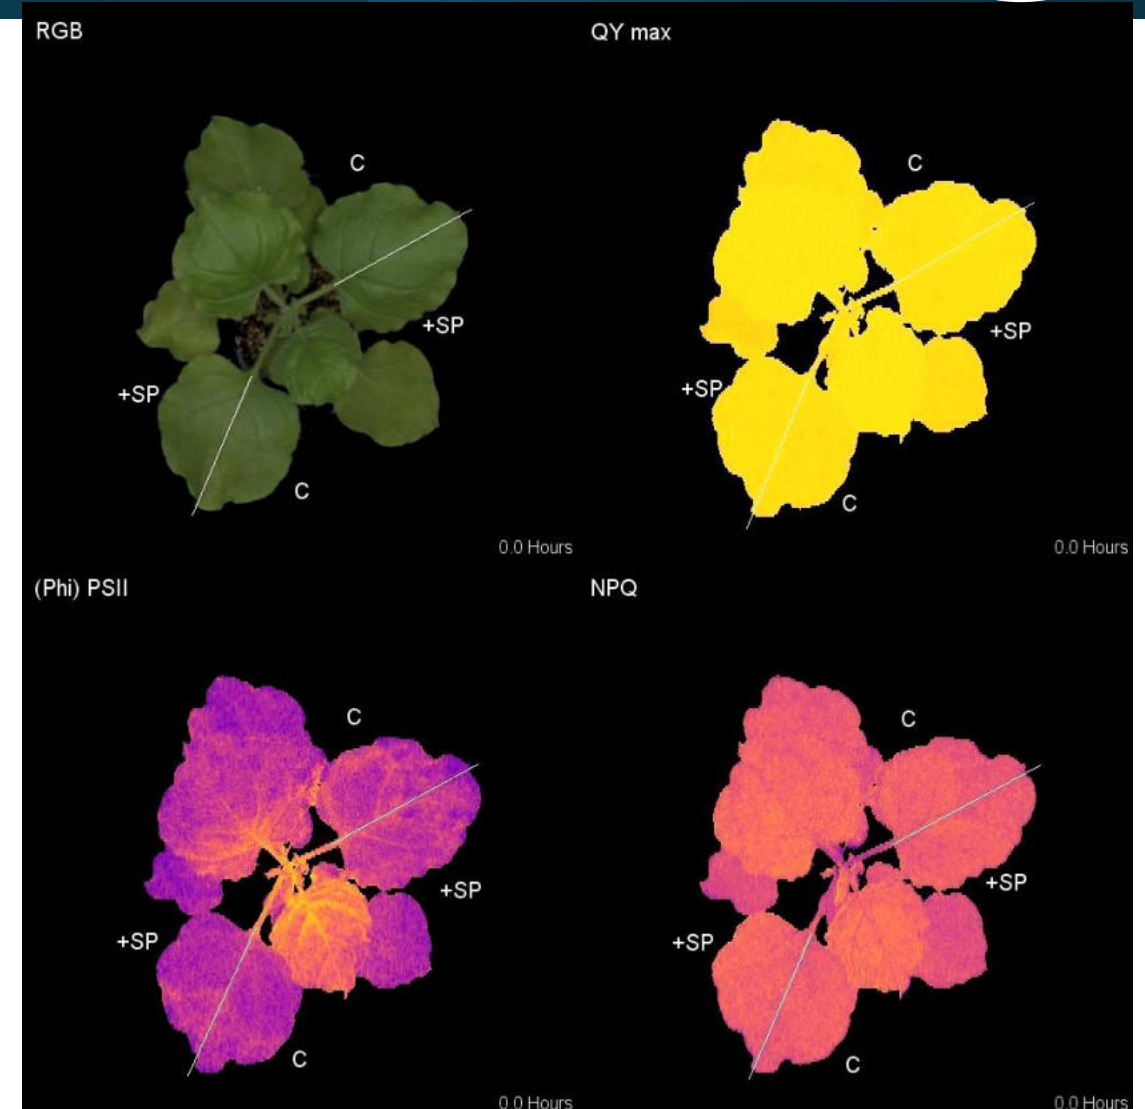 RGB
C
+SP
+SP
C
0.0 Hours
QY max
C
+SP
+SP
C
0.0 Hours
(Phi) PSII
C
+SP
+SP
C
0.0 Hours
NPQ
C
+SP
+SP
C
0.0 Hours